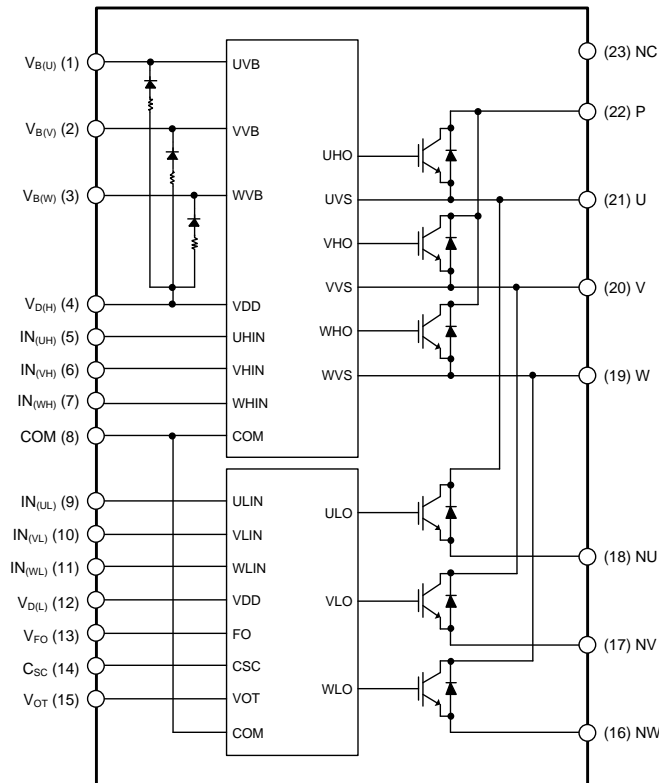 V_B(U) (1)
V_B(V) (2)
V_B(W) (3)
V_D(H) (4)
IN_(UH) (5)
IN_(VH) (6)
IN_(WH) (7)
COM (8)
IN_(UL) (9)
IN_(VL) (10)
IN_(WL) (11)
V_D(L) (12)
V_FO (13)
C_SC (14)
V_OT (15)
UVB
VVB
WVB
VDD
UHIN
VHIN
WHIN
COM
UHO
UVS
VHO
VVS
WHO
WVS
ULIN
VLIN
WLIN
VDD
FO
CSC
VOT
COM
ULO
VLO
WLO
(23) NC
(22) P
(21) U
(20) V
(19) W
(18) NU
(17) NV
(16) NW